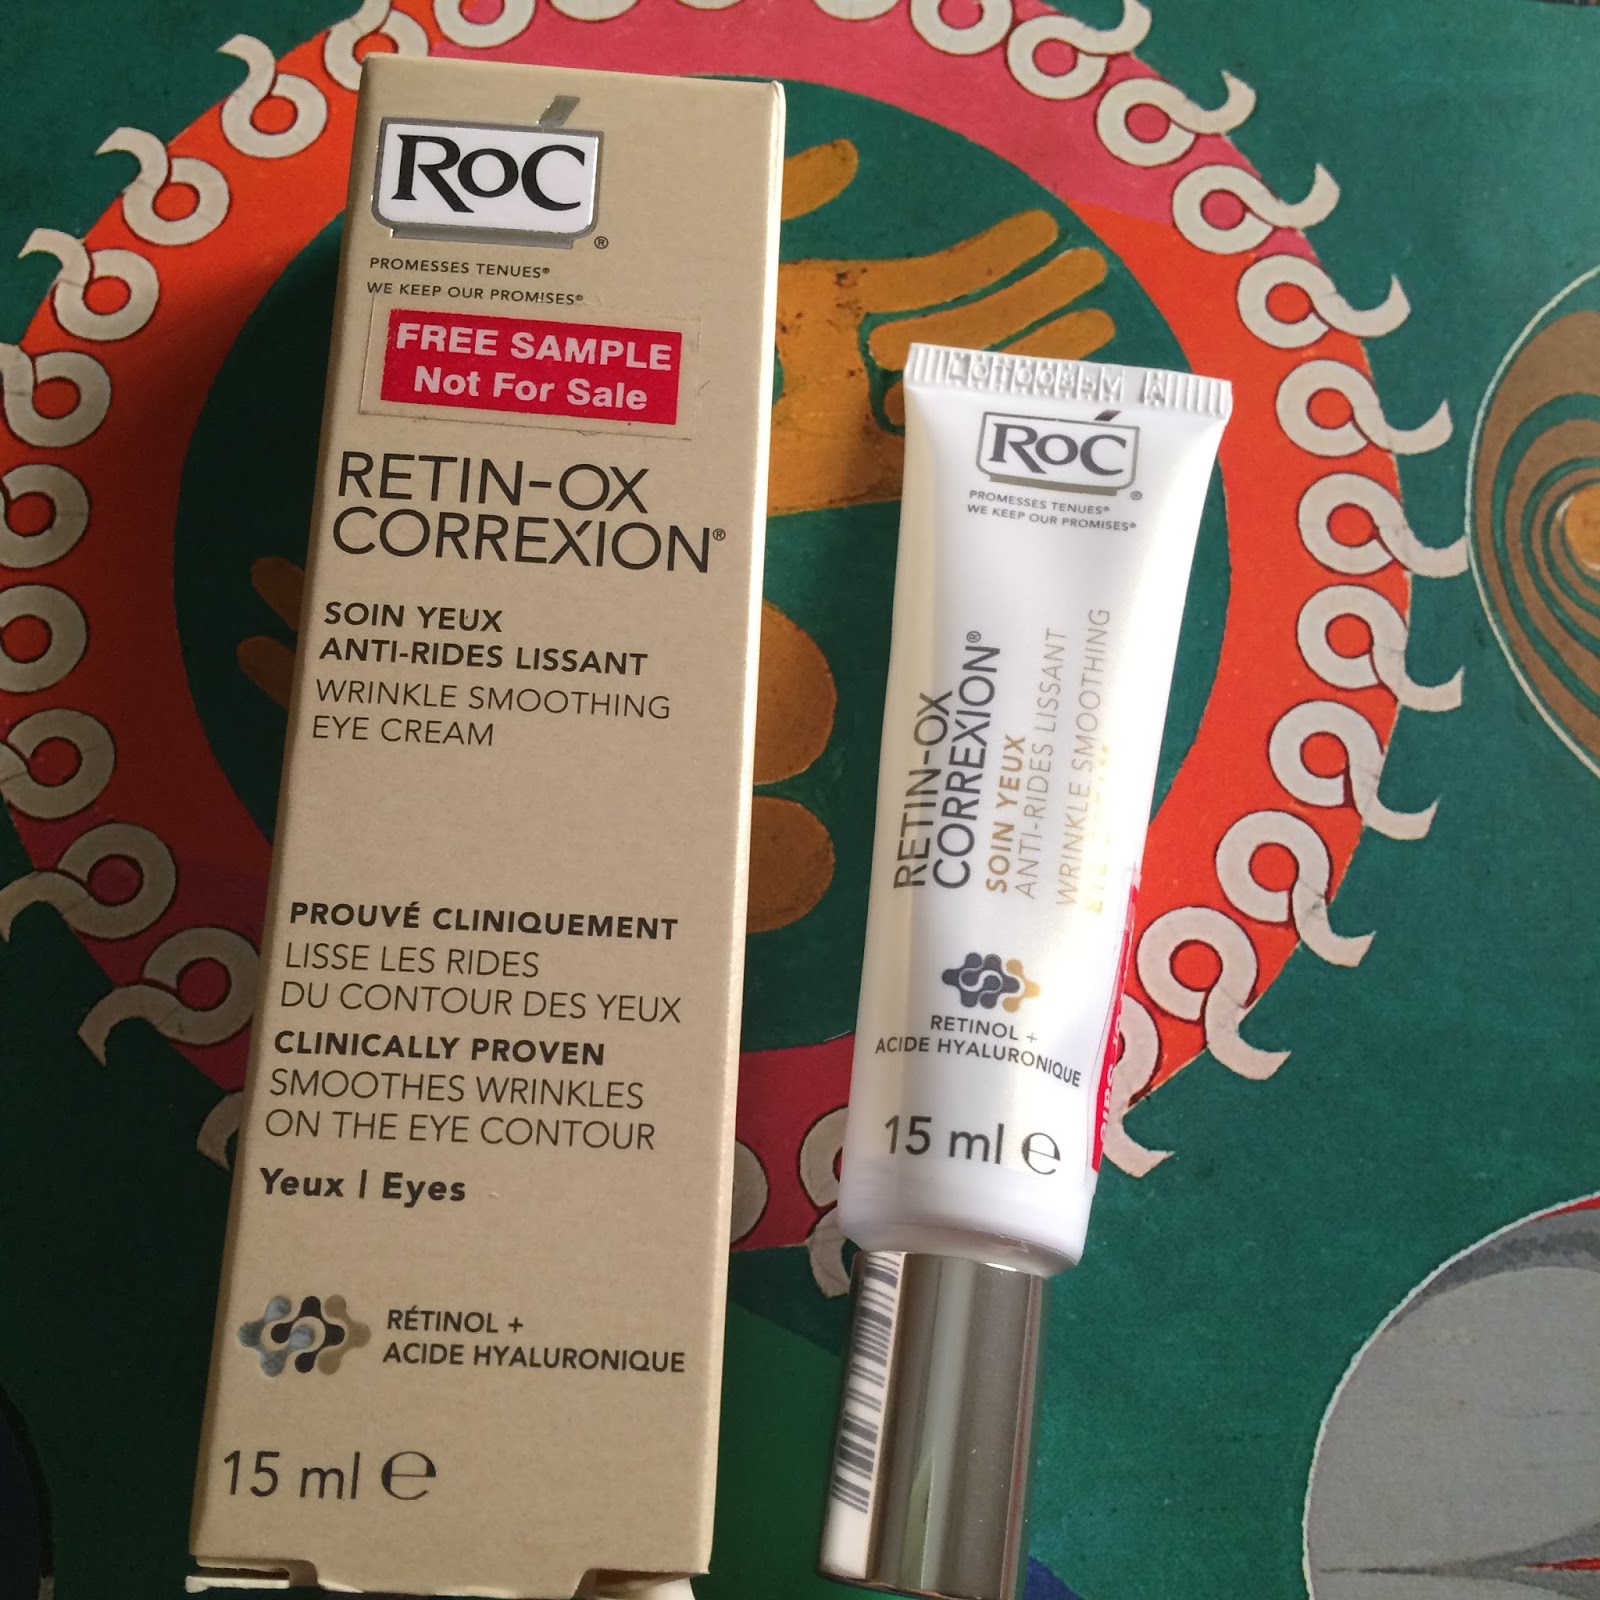 RoC®
PROMESSES TENUES®
WE KEEP OUR PROMISES®
FREE SAMPLE
Not For Sale
RETIN-OX
CORREXION®
SOIN YEUX
ANTI-RIDES LISSANT
WRINKLE SMOOTHING
EYE CREAM
PROUVÉ CLINIQUEMENT
LISSE LES RIDES
DU CONTOUR DES YEUX
CLINICALLY PROVEN
SMOOTHES WRINKLES
ON THE EYE CONTOUR
Yeux | Eyes
RÉTINOL +
ACIDE HYALURONIQUE
15 ml ℮
RoC®
PROMESSES TENUES®
WE KEEP OUR PROMISES®
RETIN-OX
CORREXION®
SOIN YEUX
ANTI-RIDES LISSANT
WRINKLE SMOOTHING
RETINOL +
ACIDE HYALURONIQUE
15 ml ℮